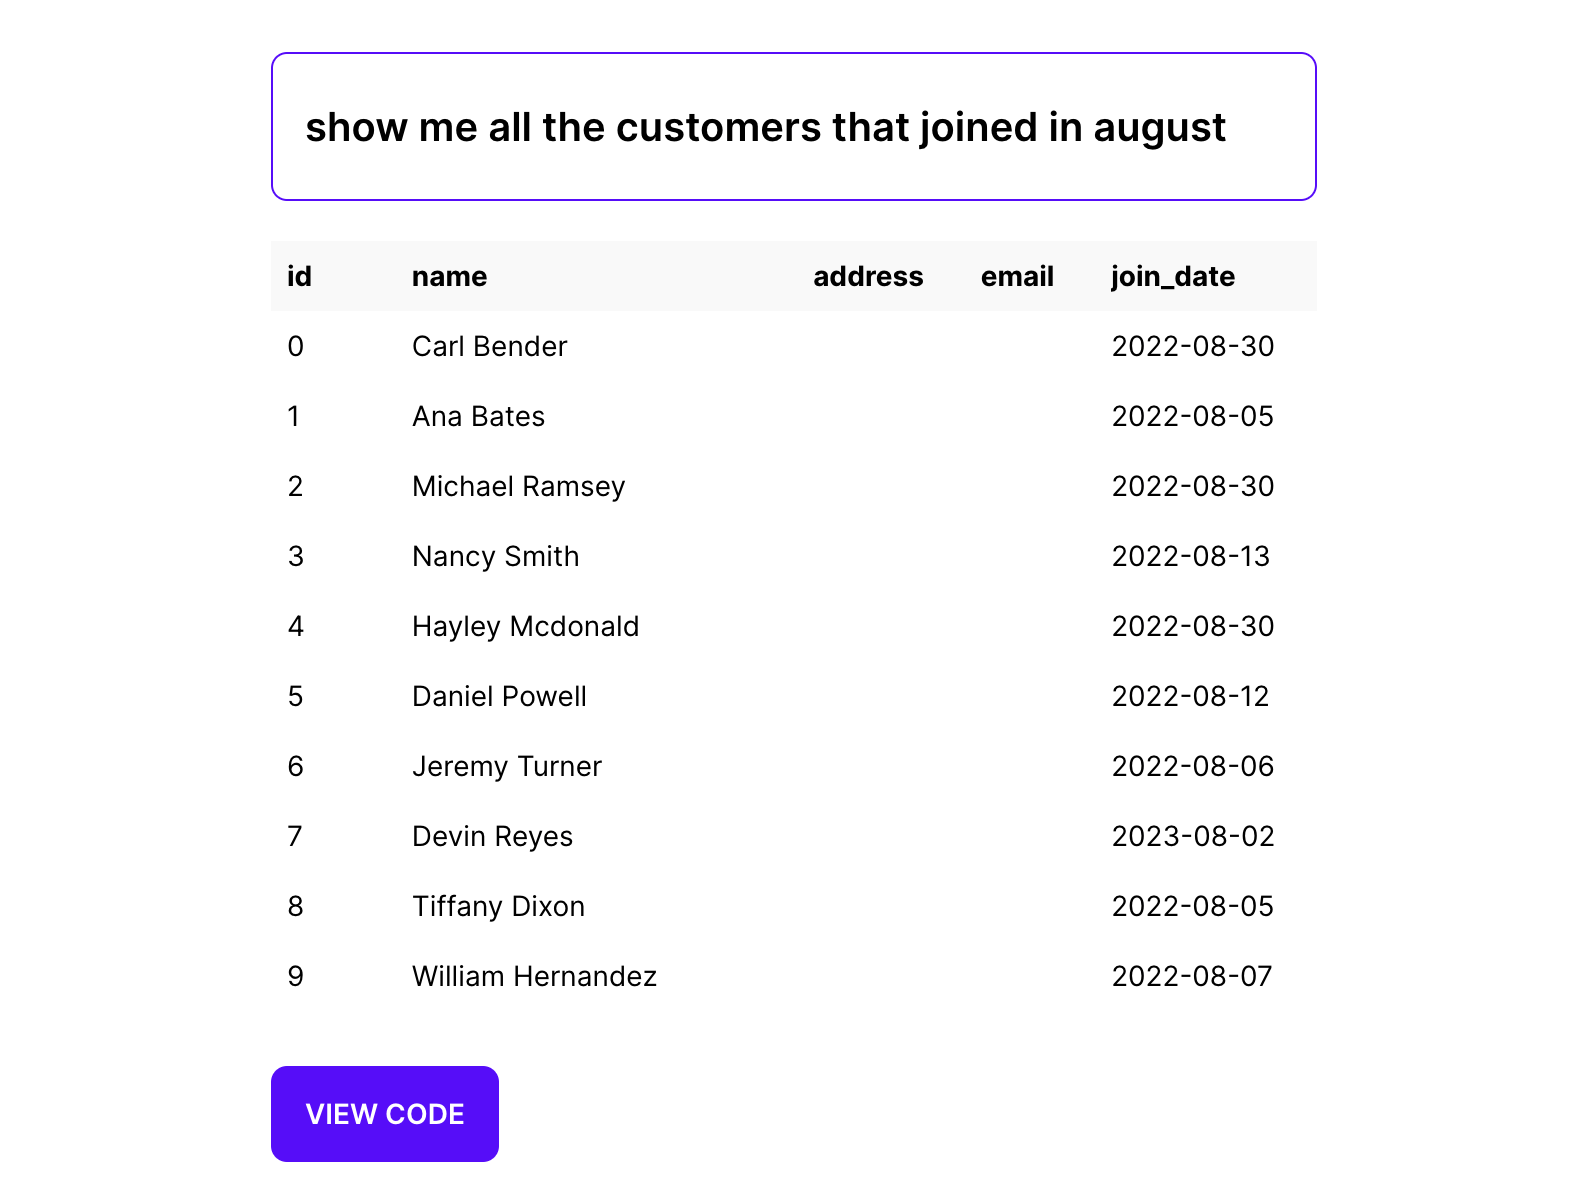 show me all the customers that joined in august
id name address email join_date
0 Carl Bender 2022-08-30
1 Ana Bates 2022-08-05
2 Michael Ramsey 2022-08-30
3 Nancy Smith 2022-08-13
4 Hayley Mcdonald 2022-08-30
5 Daniel Powell 2022-08-12
6 Jeremy Turner 2022-08-06
7 Devin Reyes 2023-08-02
8 Tiffany Dixon 2022-08-05
9 William Hernandez 2022-08-07
VIEW CODE